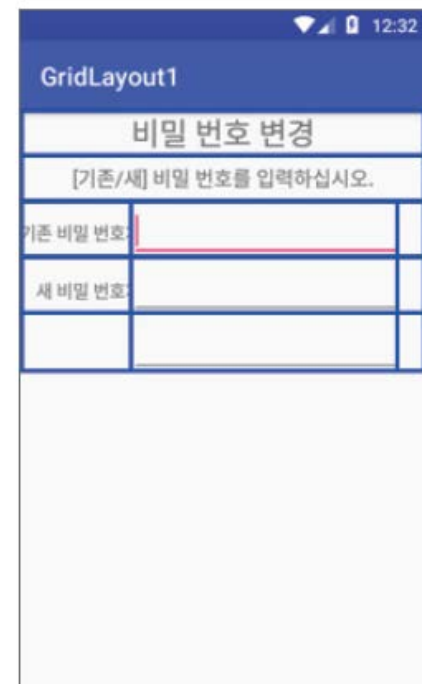 12:32
GridLayout1
비밀 번호 변경
[기존/새] 비밀 번호를 입력하십시오.
기존 비밀 번호:
새 비밀 번호: